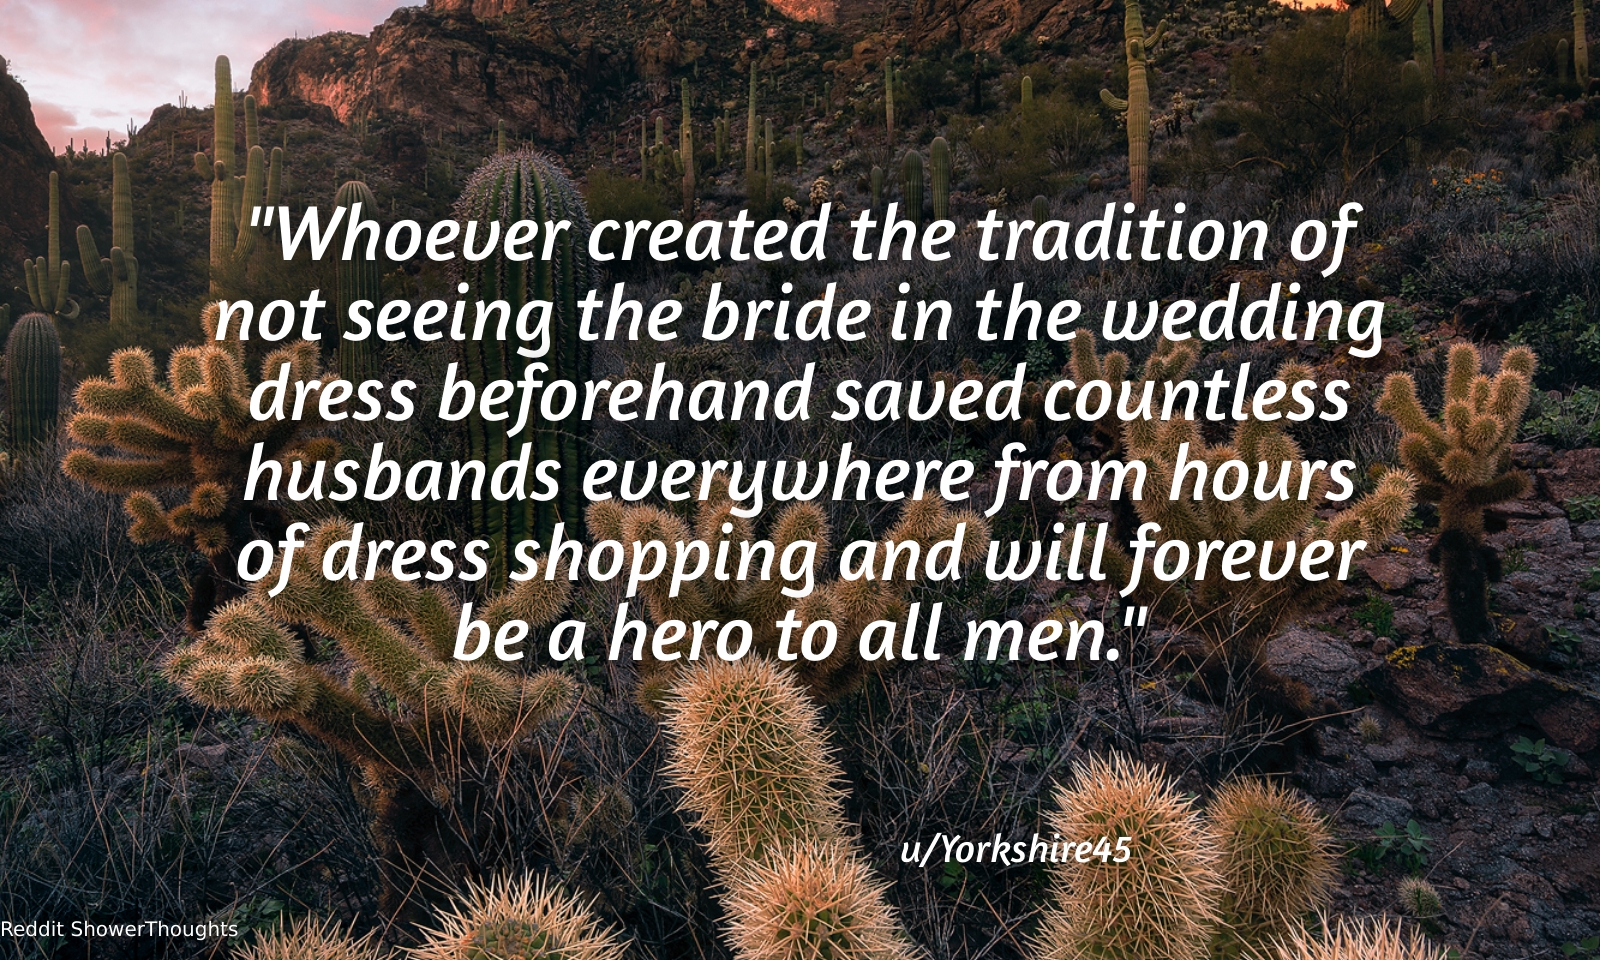 "Whoever created the tradition of
not seeing the bride in the wedding
dress beforehand saved countless
husbands everywhere from hours
of dress shopping and will forever
be a hero to all men."
u/Yorkshire45
Reddit ShowerThoughts